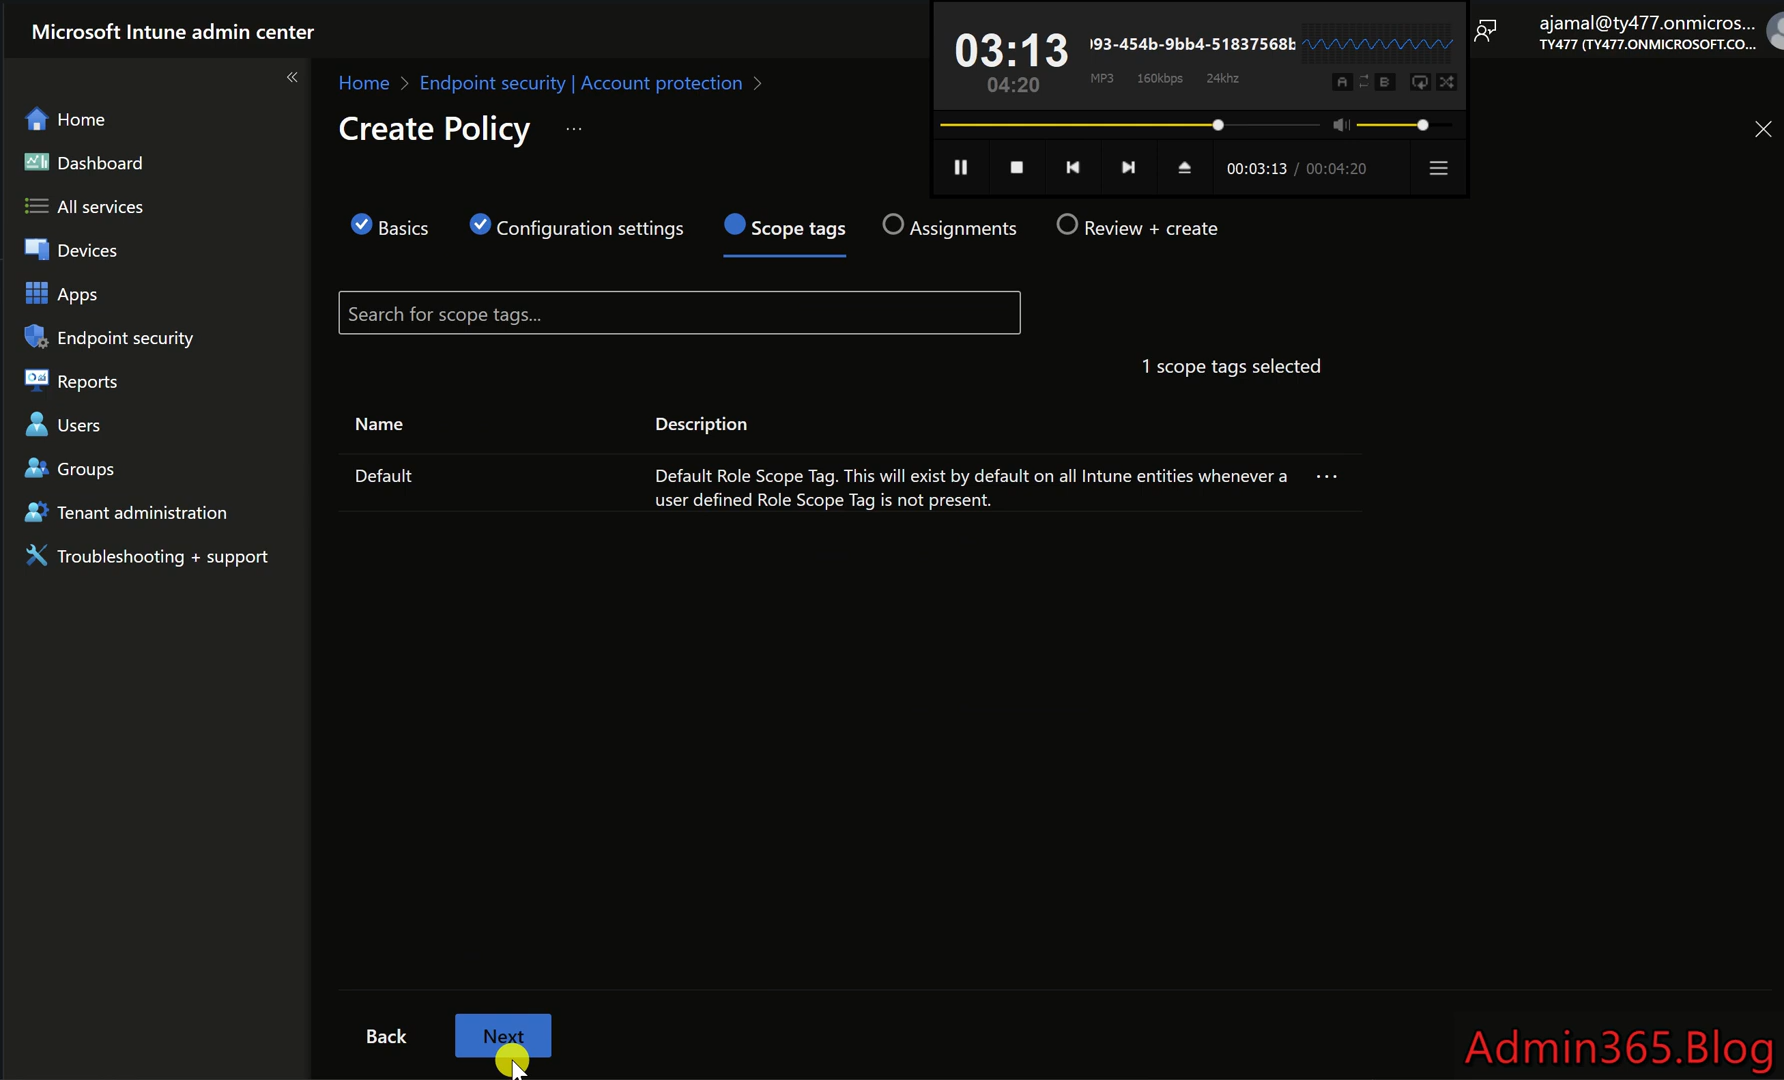 Microsoft Intune admin center
03:13
04:20
93-454b-9bb4-51837568b
MP3 160kbps 24khz
A B
00:03:13 / 00:04:20
ajamal@ty477.onmicros...
TY477 (TY477.ONMICROSOFT.CO...
Home > Endpoint security | Account protection >
Create Policy ...
Home
Dashboard
All services
Devices
Apps
Endpoint security
Reports
Users
Groups
Tenant administration
Troubleshooting + support
Basics
Configuration settings
Scope tags
Assignments
Review + create
Search for scope tags...
1 scope tags selected
Name Description
Default Default Role Scope Tag. This will exist by default on all Intune entities whenever a ...
user defined Role Scope Tag is not present.
Back
Next
Admin365.Blog